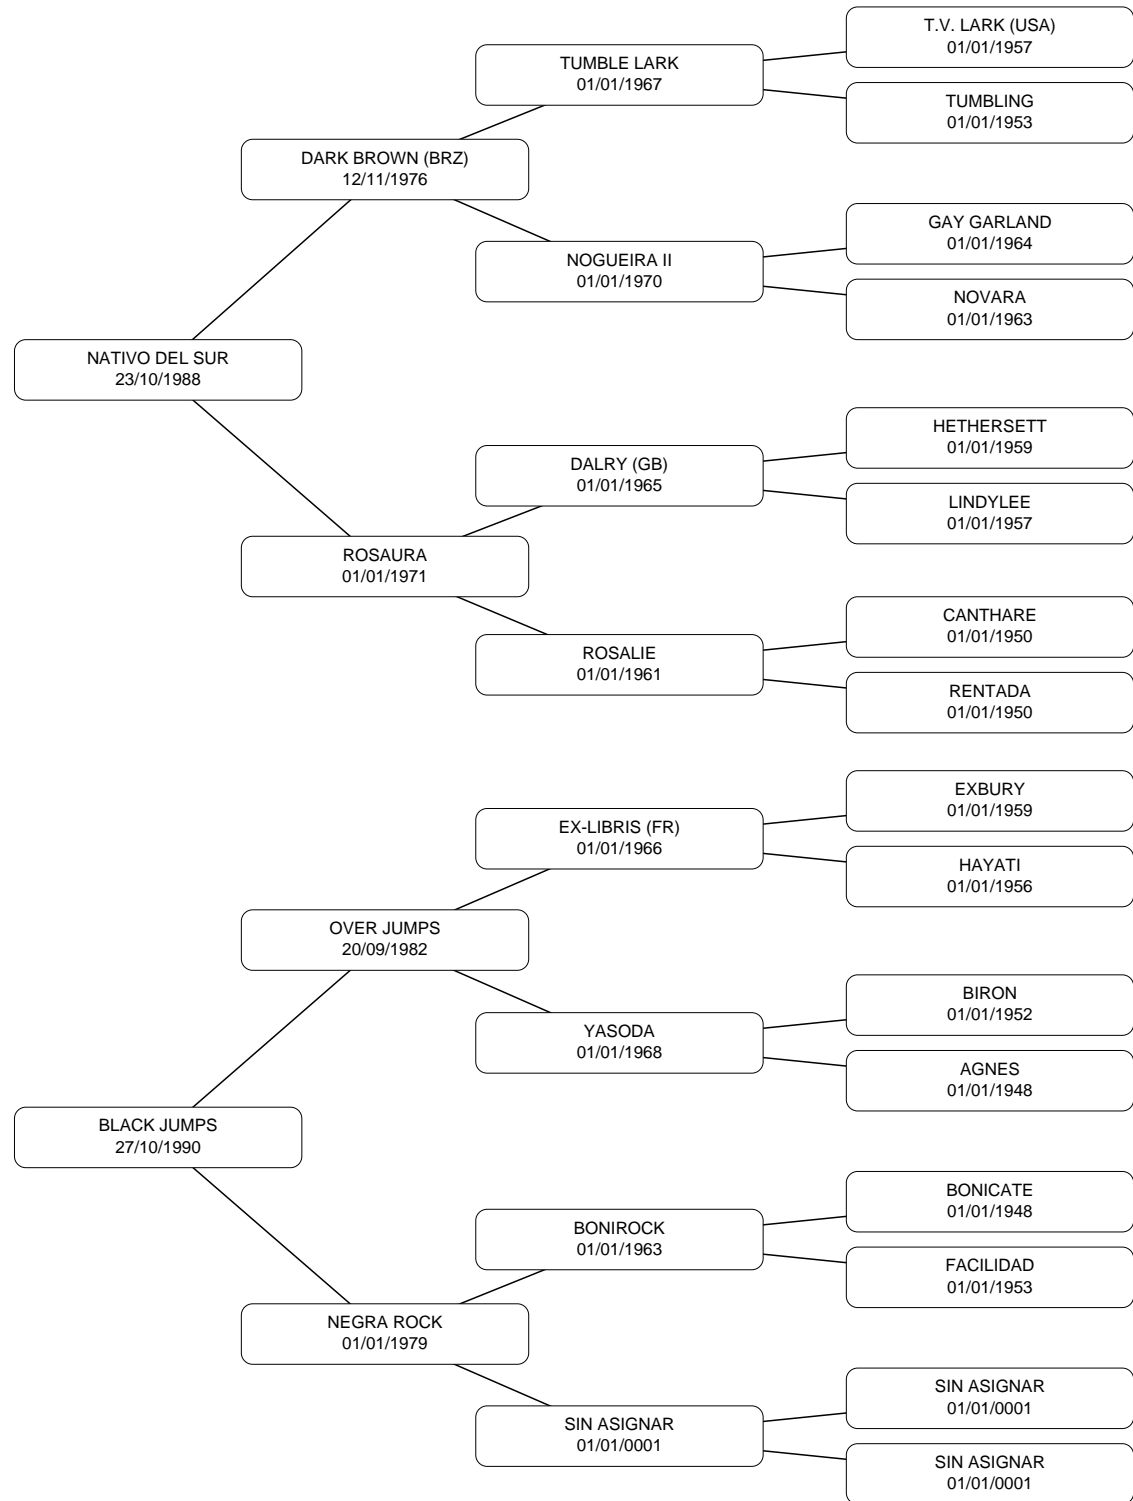 T.V. LARK (USA)
01/01/1957
TUMBLE LARK
01/01/1967
TUMBLING
01/01/1953
DARK BROWN (BRZ)
12/11/1976
GAY GARLAND
01/01/1964
NOGUEIRA II
01/01/1970
NOVARA
01/01/1963
NATIVO DEL SUR
23/10/1988
HETHERSETT
01/01/1959
DALRY (GB)
01/01/1965
LINDYLEE
01/01/1957
ROSAURA
01/01/1971
CANTHARE
01/01/1950
ROSALIE
01/01/1961
RENTADA
01/01/1950
EXBURY
01/01/1959
EX-LIBRIS (FR)
01/01/1966
HAYATI
01/01/1956
OVER JUMPS
20/09/1982
BIRON
01/01/1952
YASODA
01/01/1968
AGNES
01/01/1948
BLACK JUMPS
27/10/1990
BONICATE
01/01/1948
BONIROCK
01/01/1963
FACILIDAD
01/01/1953
NEGRA ROCK
01/01/1979
SIN ASIGNAR
01/01/0001
SIN ASIGNAR
01/01/0001
SIN ASIGNAR
01/01/0001